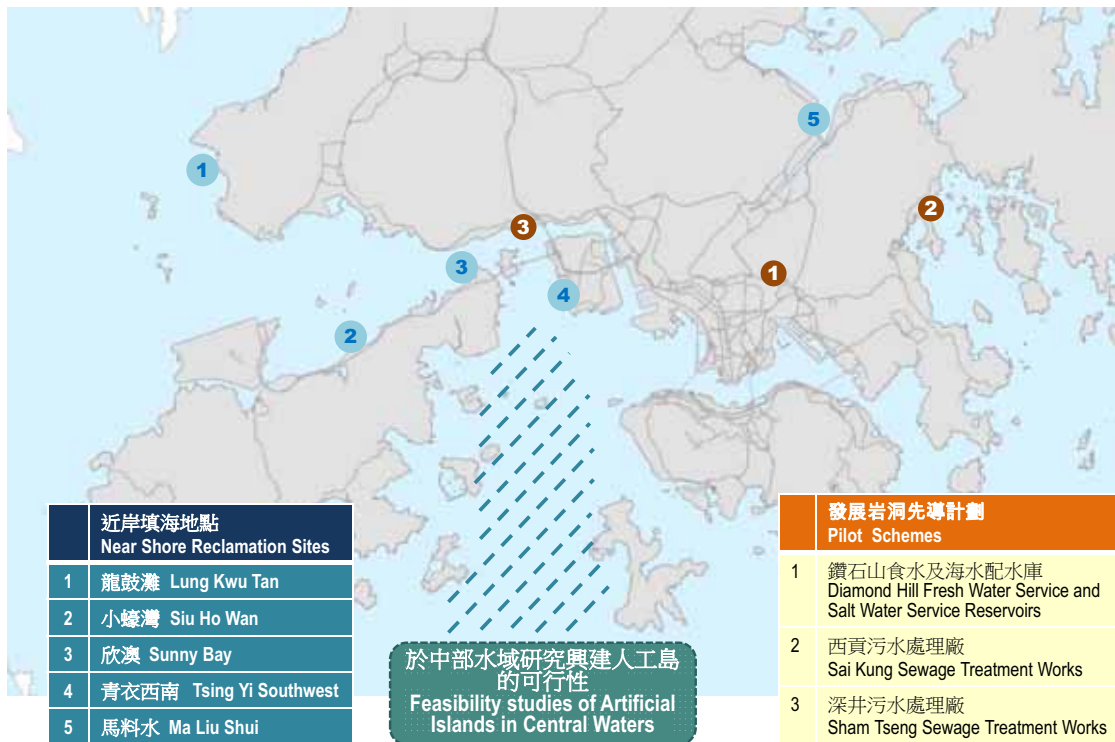 5
1
2
3
1
3
4
2
近岸填海地點
Near Shore Reclamation Sites
1 龍鼓灘 Lung Kwu Tan
2 小蠔灣 Siu Ho Wan
3 欣澳 Sunny Bay
4 青衣西南 Tsing Yi Southwest
5 馬料水 Ma Liu Shui
於中部水域研究興建人工島
的可行性
Feasibility studies of Artificial
Islands in Central Waters
發展岩洞先導計劃
Pilot Schemes
1 鑽石山食水及海水配水庫
Diamond Hill Fresh Water Service and
Salt Water Service Reservoirs
2 西貢污水處理廠
Sai Kung Sewage Treatment Works
3 深井污水處理廠
Sham Tseng Sewage Treatment Works